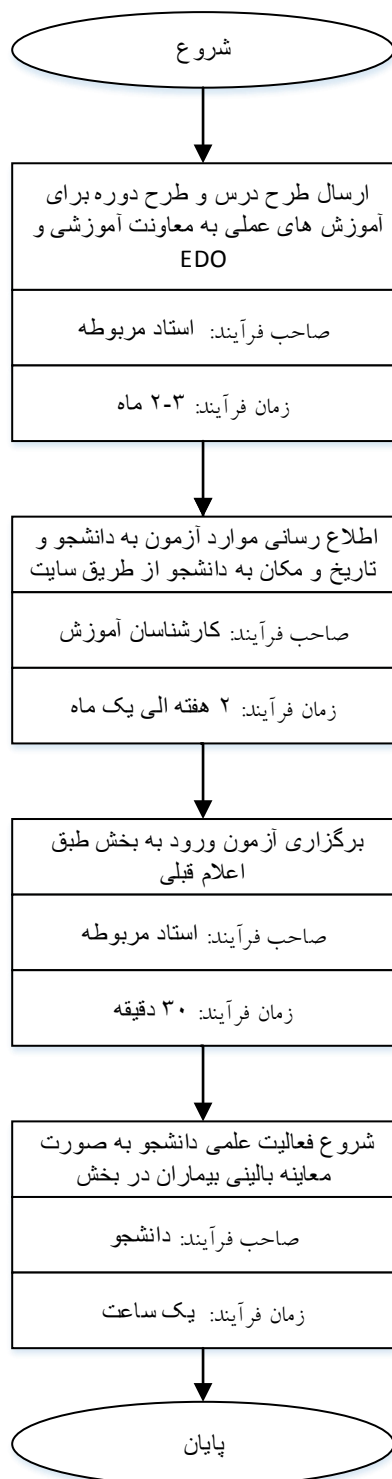 شروع
ارسال طرح درس و طرح دوره برای
آموزش های عملی به معاونت آموزشی و
EDO
صاحب فرآیند: استاد مربوطه
زمان فرآیند: ۳-۲ ماه
اطلاع رسانی موارد آزمون به دانشجو و
تاریخ و مکان به دانشجو از طریق سایت
صاحب فرآیند: کارشناسان آموزش
زمان فرآیند: ۲ هفته الی یک ماه
برگزاری آزمون ورود به بخش طبق
اعلام قبلی
صاحب فرآیند: استاد مربوطه
زمان فرآیند: ۳۰ دقیقه
شروع فعالیت علمی دانشجو به صورت
معاینه بالینی بیماران در بخش
صاحب فرآیند: دانشجو
زمان فرآیند: یک ساعت
پایان